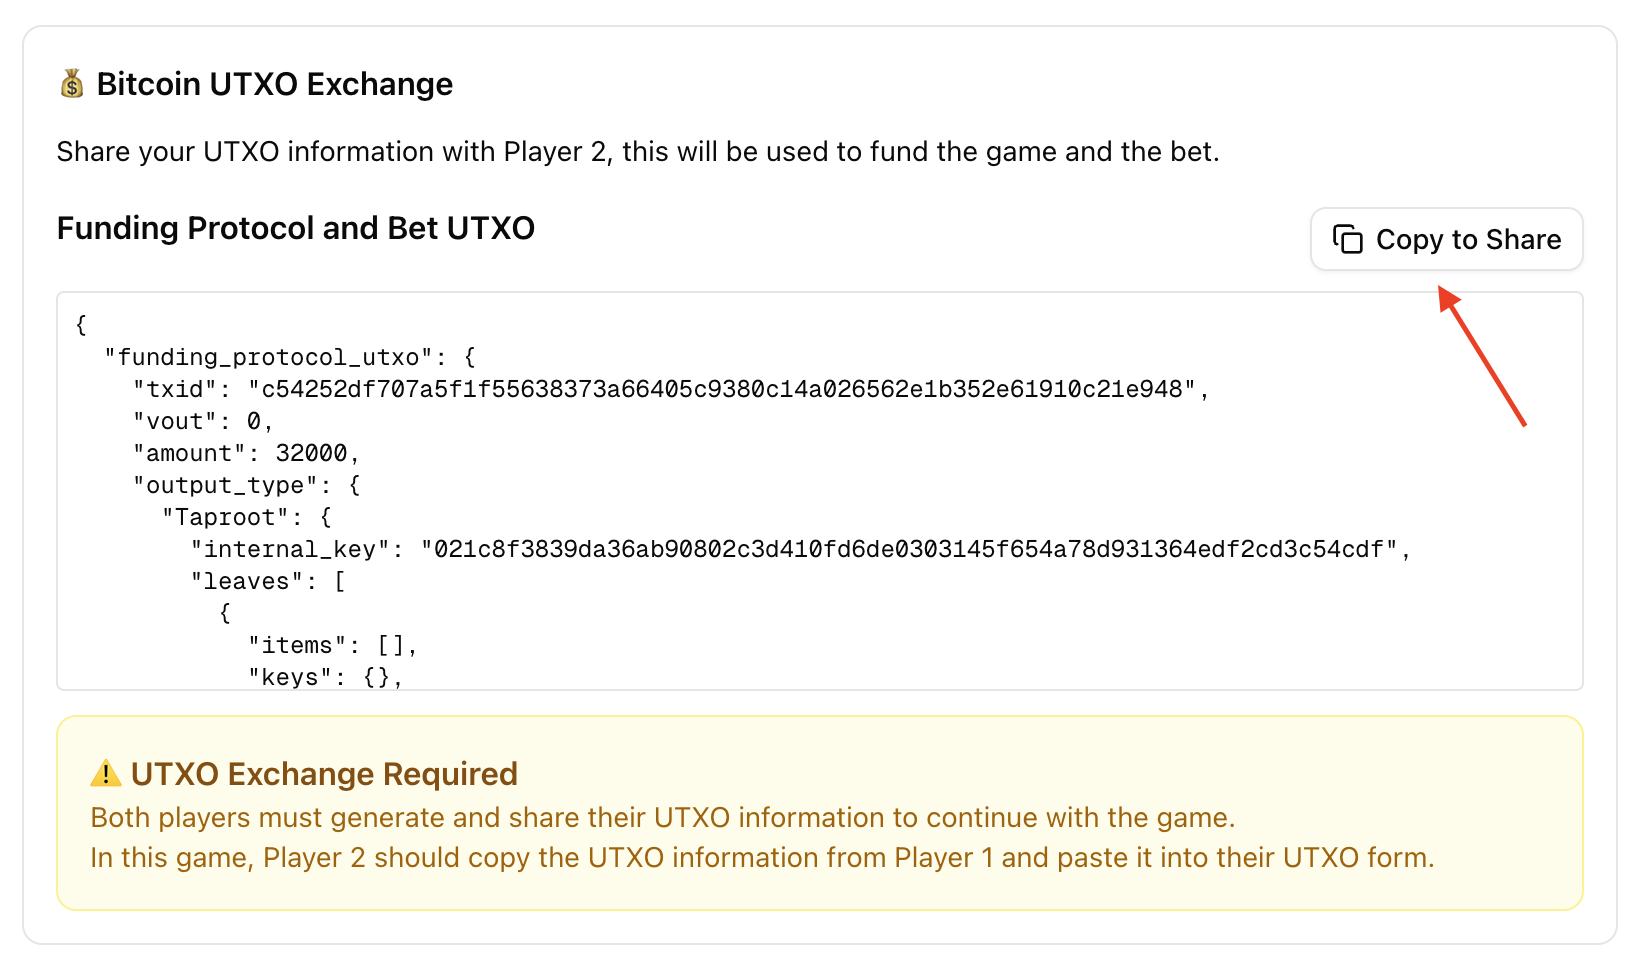 💰 Bitcoin UTXO Exchange
Share your UTXO information with Player 2, this will be used to fund the game and the bet.
Funding Protocol and Bet UTXO
Copy to Share
{
  "funding_protocol_utxo": {
    "txid": "c54252df707a5f1f55638373a66405c9380c14a026562e1b352e61910c21e948",
    "vout": 0,
    "amount": 32000,
    "output_type": {
      "Taproot": {
        "internal_key": "021c8f3839da36ab90802c3d410fd6de0303145f654a78d931364edf2cd3c54cdf",
        "leaves": [
          {
            "items": [],
            "keys": {},
⚠️ UTXO Exchange Required
Both players must generate and share their UTXO information to continue with the game.
In this game, Player 2 should copy the UTXO information from Player 1 and paste it into their UTXO form.